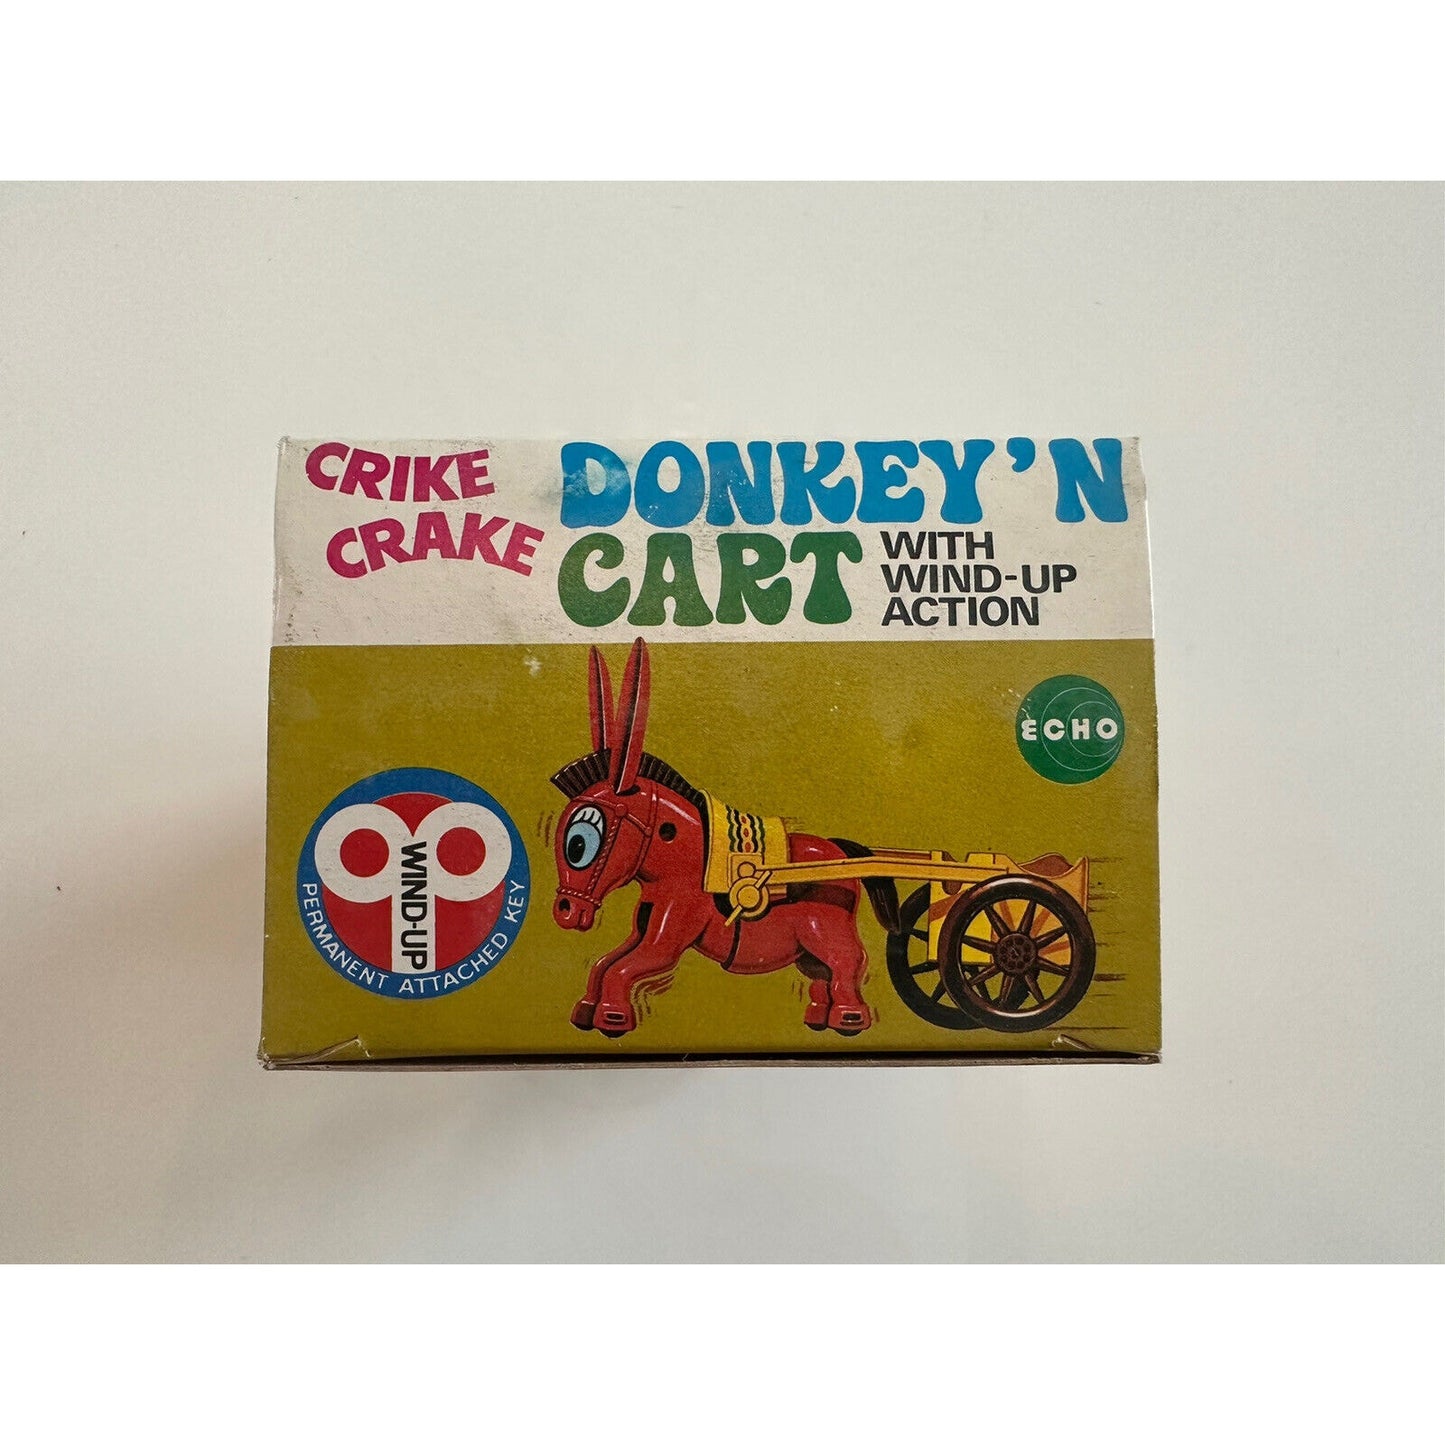 CRIKE
CRAKE
DONKEY'N
CART
WITH
WIND-UP
ACTION
ECHO
WIND-UP
PERMANENT ATTACHED KEY